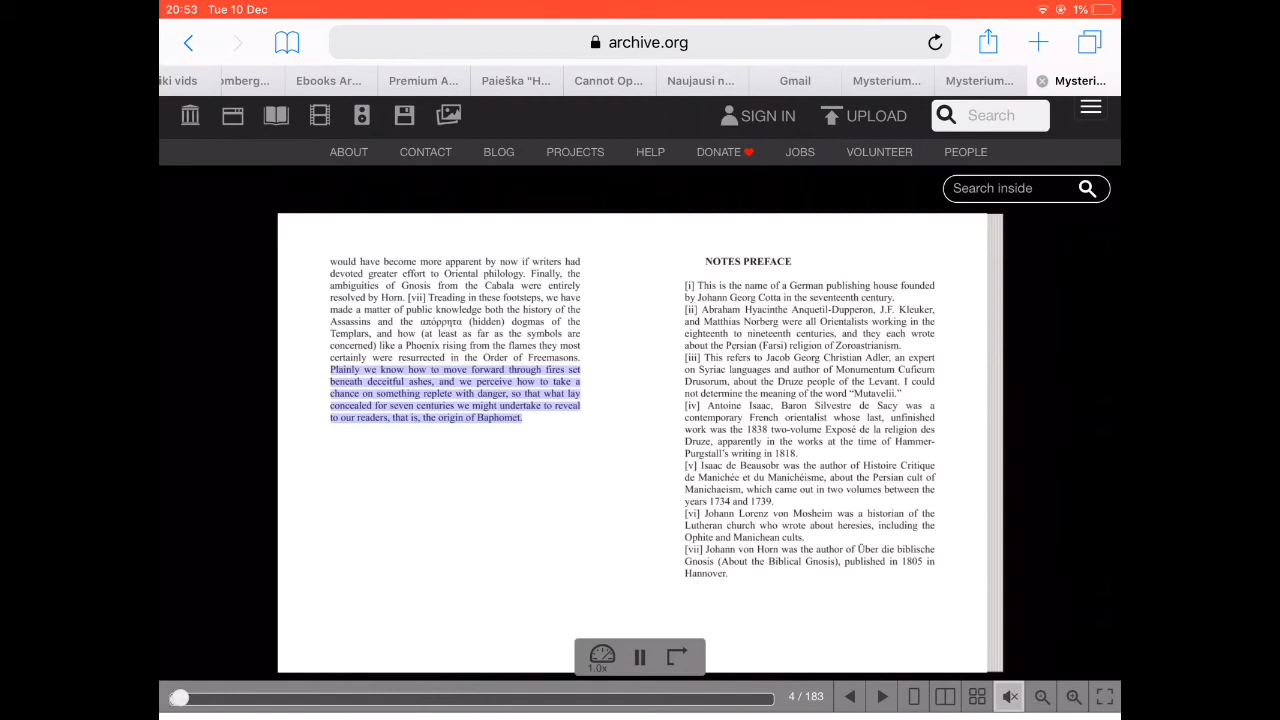 20:53 Tue 10 Dec 1%
archive.org
ki vids omberg... Ebooks Ar... Premium A... Paieška "H... Cannot Op... Naujausi n... Gmail Mysterium... Mysterium... Mysteri...
SIGN IN UPLOAD Search
ABOUT CONTACT BLOG PROJECTS HELP DONATE JOBS VOLUNTEER PEOPLE
Search inside
would have become more apparent by now if writers had
devoted greater effort to Oriental philology. Finally, the
ambiguities of Gnosis from the Cabala were entirely
resolved by Horn. [vii] Treading in these footsteps, we have
made a matter of public knowledge both the history of the
Assassins and the απόρρητα (hidden) dogmas of the
Templars, and how (at least as far as the symbols are
concerned) like a Phoenix rising from the flames they most
certainly were resurrected in the Order of Freemasons.
Plainly we know how to move forward through fires set
beneath deceitful ashes, and we perceive how to take a
chance on something replete with danger, so that what lay
concealed for seven centuries we might undertake to reveal
to our readers, that is, the origin of Baphomet.
NOTES PREFACE
[i] This is the name of a German publishing house founded
by Johann Georg Cotta in the seventeenth century.
[ii] Abraham Hyacinthe Anquetil-Dupperon, J.F. Kleuker,
and Matthias Norberg were all Orientalists working in the
eighteenth to nineteenth centuries, and they each wrote
about the Persian (Farsi) religion of Zoroastrianism.
[iii] This refers to Jacob Georg Christian Adler, an expert
on Syriac languages and author of Monumentum Cuficum
Drusorum, about the Druze people of the Levant. I could
not determine the meaning of the word “Mutavelii.”
[iv] Antoine Isaac, Baron Silvestre de Sacy was a
contemporary French orientalist whose last, unfinished
work was the 1838 two-volume Exposé de la religion des
Druze, apparently in the works at the time of Hammer-
Purgstall’s writing in 1818.
[v] Isaac de Beausobr was the author of Histoire Critique
de Manichée et du Manichéisme, about the Persian cult of
Manichaeism, which came out in two volumes between the
years 1734 and 1739.
[vi] Johann Lorenz von Mosheim was a historian of the
Lutheran church who wrote about heresies, including the
Ophite and Manichean cults.
[vii] Johann von Horn was the author of Über die biblische
Gnosis (About the Biblical Gnosis), published in 1805 in
Hannover.
1.0x
4 / 183